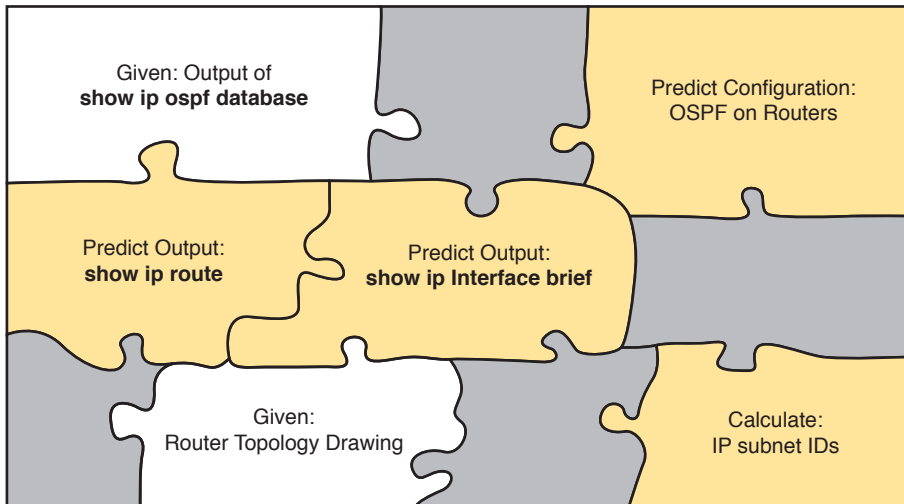 Given: Output of
show ip ospf database
Predict Configuration:
OSPF on Routers
Predict Output:
show ip route
Predict Output:
show ip Interface brief
Given:
Router Topology Drawing
Calculate:
IP subnet IDs